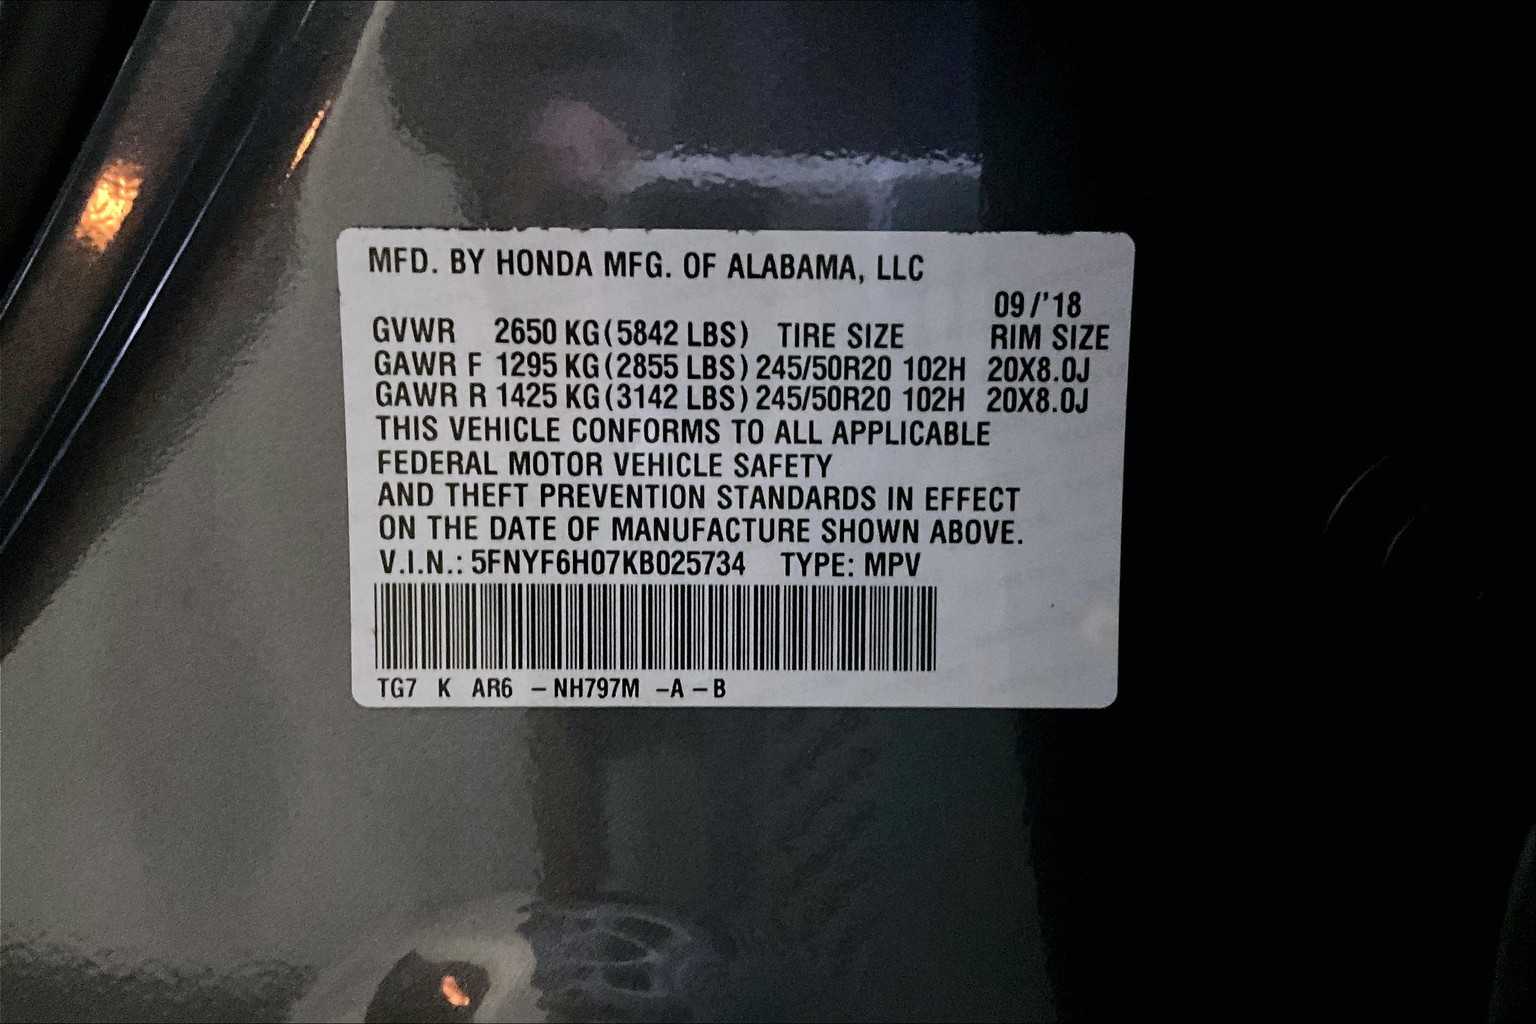 MFD. BY HONDA MFG. OF ALABAMA, LLC
09/'18
GVWR 2650 KG (5842 LBS) TIRE SIZE RIM SIZE
GAWR F 1295 KG (2855 LBS) 245/50R20 102H 20X8.0J
GAWR R 1425 KG (3142 LBS) 245/50R20 102H 20X8.0J
THIS VEHICLE CONFORMS TO ALL APPLICABLE
FEDERAL MOTOR VEHICLE SAFETY
AND THEFT PREVENTION STANDARDS IN EFFECT
ON THE DATE OF MANUFACTURE SHOWN ABOVE.
V.I.N.: 5FNYF6H07KB025734 TYPE: MPV
TG7 K AR6 – NH797M –A – B